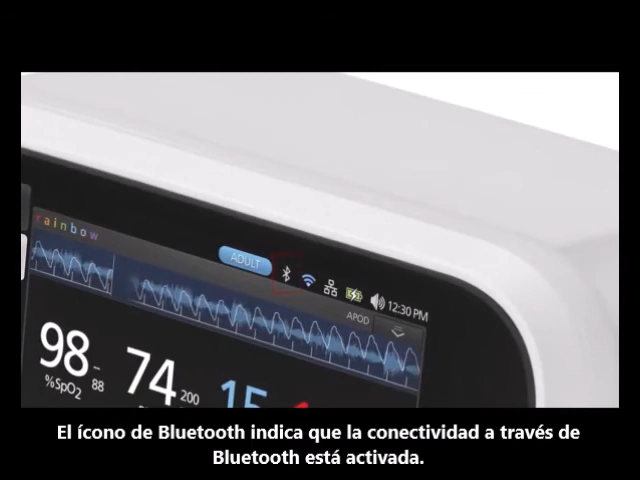 rainbow
ADULT
12:30 PM
APOD
98
%SpO2
88
74
200
15
El ícono de Bluetooth indica que la conectividad a través de
Bluetooth está activada.